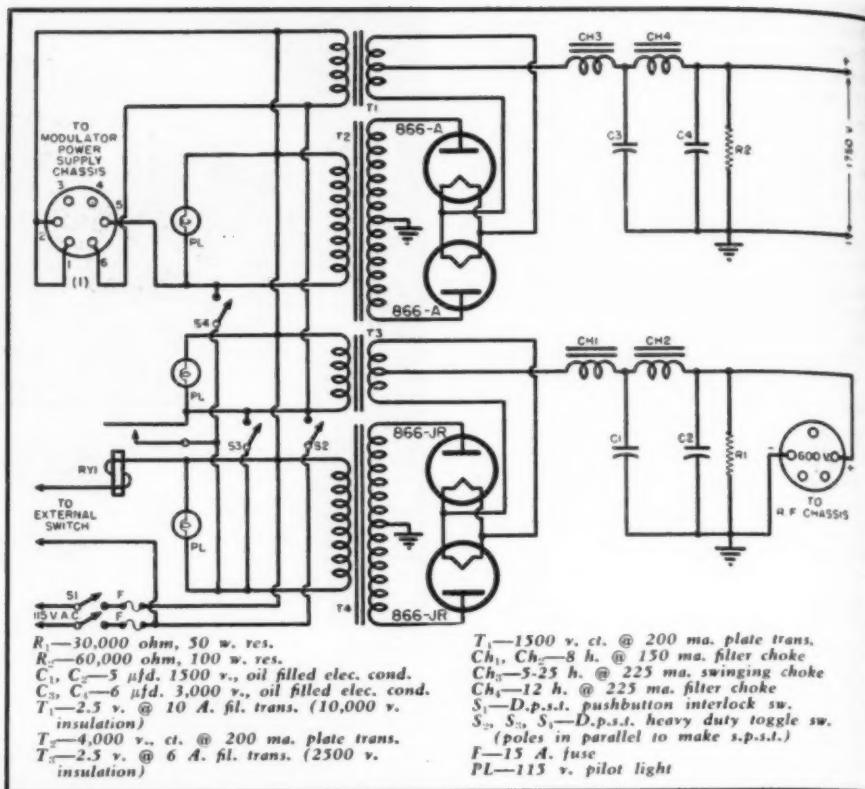 CH3
CH4
T1
+
1750 V.
-
C3
C4
R2
TO
MODULATOR
POWER
SUPPLY
CHASSIS
3
4
5
2
1
6
(1)
PL
T2
866-A
866-A
S4
T3
CH1
CH2
PL
S3
S2
866-JR
RY1
C1
C2
R1
-
600 V.
+
TO
R.F CHASSIS
TO
EXTERNAL
SWITCH
PL
S1
F
115 V A.C.
F
T4
866-JR
R₁—30,000 ohm, 50 w. res.
R₂—60,000 ohm, 100 w. res.
C₁, C₂—5 µfd. 1500 v., oil filled elec. cond.
C₃, C₄—6 µfd. 3,000 v., oil filled elec. cond.
T₁—2.5 v. @ 10 A. fil. trans. (10,000 v.
insulation)
T₂—4,000 v., ct. @ 200 ma. plate trans.
T₃—2.5 v. @ 6 A. fil. trans. (2500 v.
insulation)
T₄—1500 v. ct. @ 200 ma. plate trans.
Ch₁, Ch₂—8 h. @ 150 ma. filter choke
Ch₃—5-25 h. @ 225 ma. swinging choke
Ch₄—12 h. @ 225 ma. filter choke
S₁—D.p.s.t. pushbutton interlock sw.
S₂, S₃, S₄—D.p.s.t. heavy duty toggle sw.
(poles in parallel to make s.p.s.t.)
F—15 A. fuse
PL—115 v. pilot light